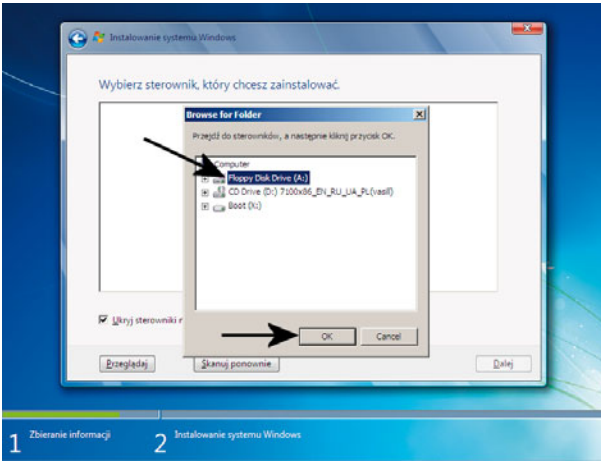 Instalowanie systemu Windows
Wybierz sterownik, który chcesz zainstalować.
Browse for Folder
Przejdź do sterowników, a następnie kliknij przycisk OK.
Computer
Floppy Disk Drive (A:)
CD Drive (D:) 7100x86_EN_RU_UA_PL(vasil)
Boot (X:)
Ukryj sterowniki
OK
Cancel
Przeglądaj
Skanuj ponownie
Dalej
1 Zbieranie informacji
2 Instalowanie systemu Windows